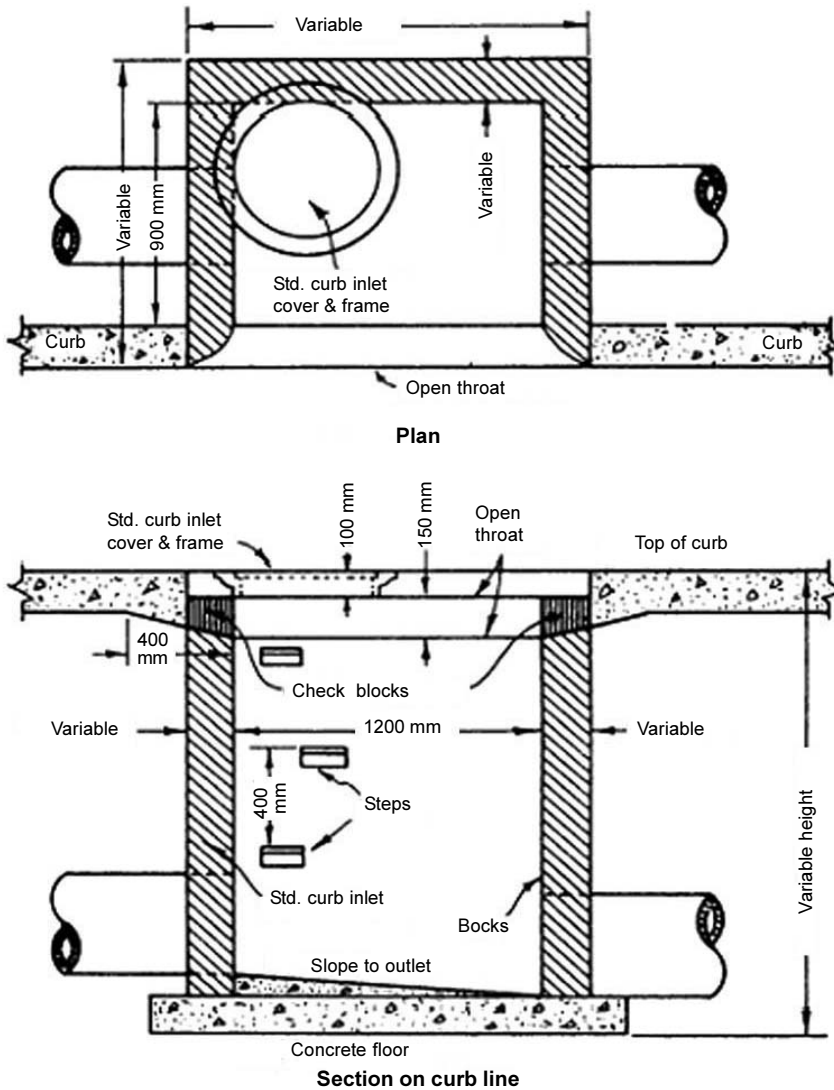 Variable
Variable
900 mm
Variable
Std. curb inlet
cover & frame
Curb
Curb
Open throat
Plan
Std. curb inlet
cover & frame
100 mm
150 mm
Open
throat
Top of curb
400
mm
Check blocks
Variable
1200 mm
Variable
400
mm
Steps
Variable height
Std. curb inlet
Bocks
Slope to outlet
Concrete floor
Section on curb line